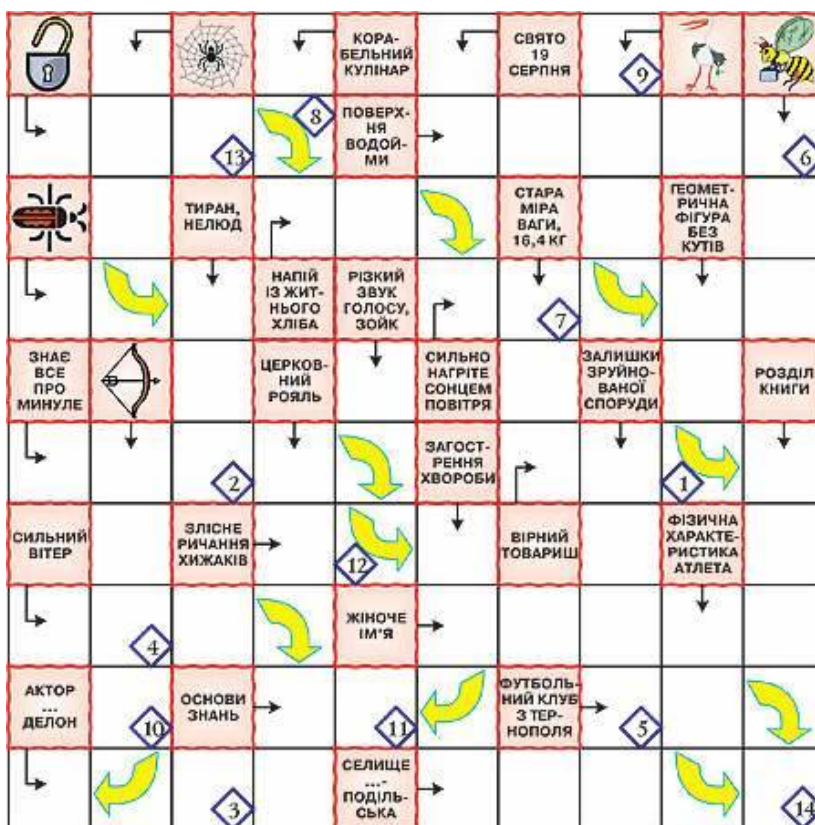 КОРА-
БЕЛЬНИЙ
КУЛІНАР
СВЯТО
19
СЕРПНЯ
9
13
8
ПОВЕРХ-
НЯ
ВОДОЙ-
МИ
6
ТИРАН,
НЕЛЮД
СТАРА
МІРА
ВАГИ,
16,4 КГ
ГЕОМЕТ-
РИЧНА
ФІГУРА
БЕЗ
КУТІВ
НАПІЙ
ІЗ ЖИТ-
НЬОГО
ХЛІБА
РІЗКИЙ
ЗВУК
ГОЛОСУ,
ЗОЙК
7
ЗНАЄ
ВСЕ
ПРО
МИНУЛЕ
ЦЕРКОВ-
НИЙ
РОЯЛЬ
СИЛЬНО
НАГРІТЕ
СОНЦЕМ
ПОВІТРЯ
ЗАЛИШКИ
ЗРУЙНО-
ВАНОЇ
СПОРУДИ
РОЗДІЛ
КНИГИ
2
ЗАГОСТ-
РЕННЯ
ХВОРОБИ
1
СИЛЬНИЙ
ВІТЕР
ЗЛІСНЕ
РИЧАННЯ
ХИЖАКІВ
12
ВІРНИЙ
ТОВАРИШ
ФІЗИЧНА
ХАРАКТЕ-
РИСТИКА
АТЛЕТА
4
ЖІНОЧЕ
ІМ'Я
АКТОР
...
ДЕЛОН
10
ОСНОВИ
ЗНАНЬ
11
ФУТБОЛЬ-
НИЙ КЛУБ
З ТЕР-
НОПОЛЯ
5
3
СЕЛИЩЕ
...-
ПОДІЛЬ-
СЬКА
14